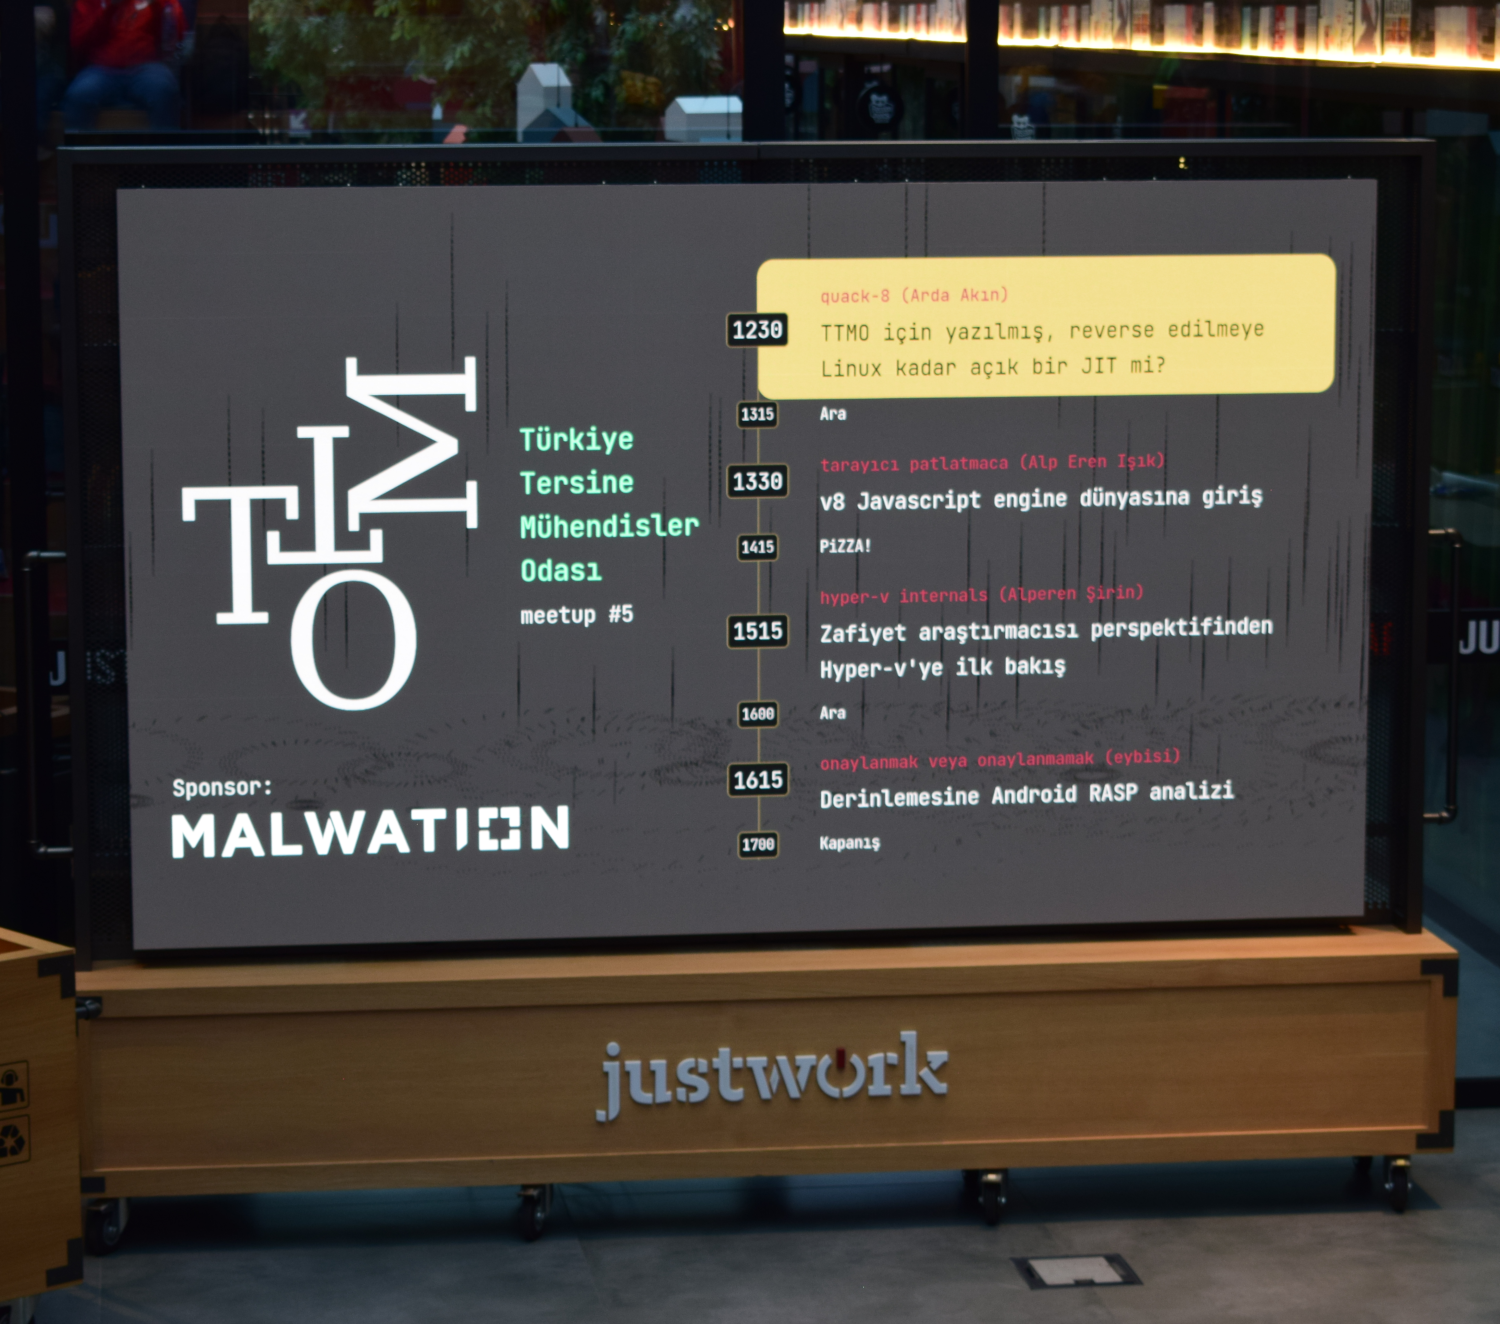 TTMO
Türkiye
Tersine
Mühendisler
Odası
meetup #5
Sponsor:
MALWATION
quack-8 (Arda Akın)
1230
TTMO için yazılmış, reverse edilmeye
Linux kadar açık bir JIT mi?
1315 Ara
tarayıcı patlatmaca (Alp Eren Işık)
1330 v8 Javascript engine dünyasına giriş
1415 PiZZA!
hyper-v internals (Alperen Şirin)
1515 Zafiyet araştırmacısı perspektifinden
Hyper-v'ye ilk bakış
1600 Ara
onaylanmak veya onaylanmamak (eybisi)
1615 Derinlemesine Android RASP analizi
1700 Kapanış
JU
justwork